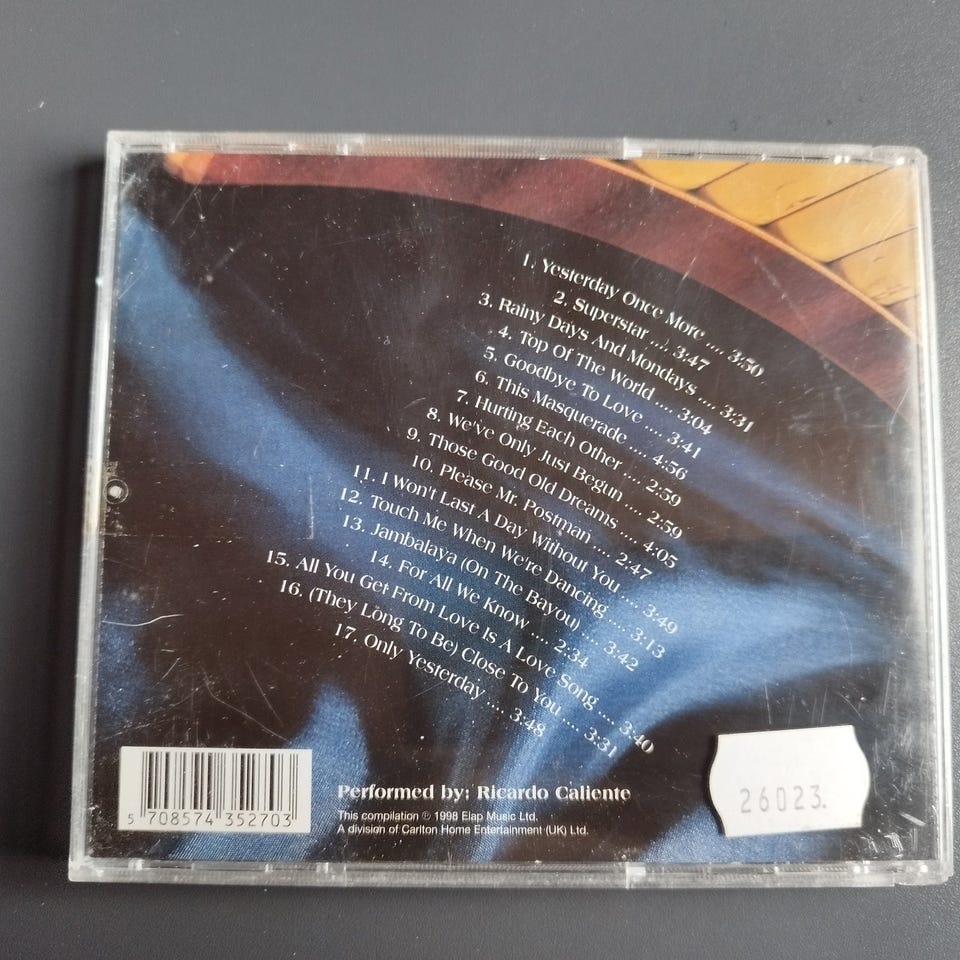 1. Yesterday Once More .... 3:50
2. Superstar .... 3:47
3. Rainy Days And Mondays .... 3:31
4. Top Of The World .... 3:04
5. Goodbye To Love .... 3:41
6. This Masquerade .... 4:56
7. Hurting Each Other .... 2:59
8. We've Only Just Begun .... 2:59
9. Those Good Old Dreams .... 4:05
10. Please Mr. Postman .... 2:47
11. I Won't Last A Day Without You .... 3:49
12. Touch Me When We're Dancing .... 3:13
13. Jambalaya (On The Bayou) .... 3:42
14. For All We Know .... 2:34
15. All You Get From Love Is A Love Song .... 3:40
16. (They Long To Be) Close To You .... 3:31
17. Only Yesterday .... 3:48
5 708574 352703
Performed by: Ricardo Caliente
This compilation ℗ 1998 Elap Music Ltd.
A division of Carlton Home Entertainment (UK) Ltd.
26023.